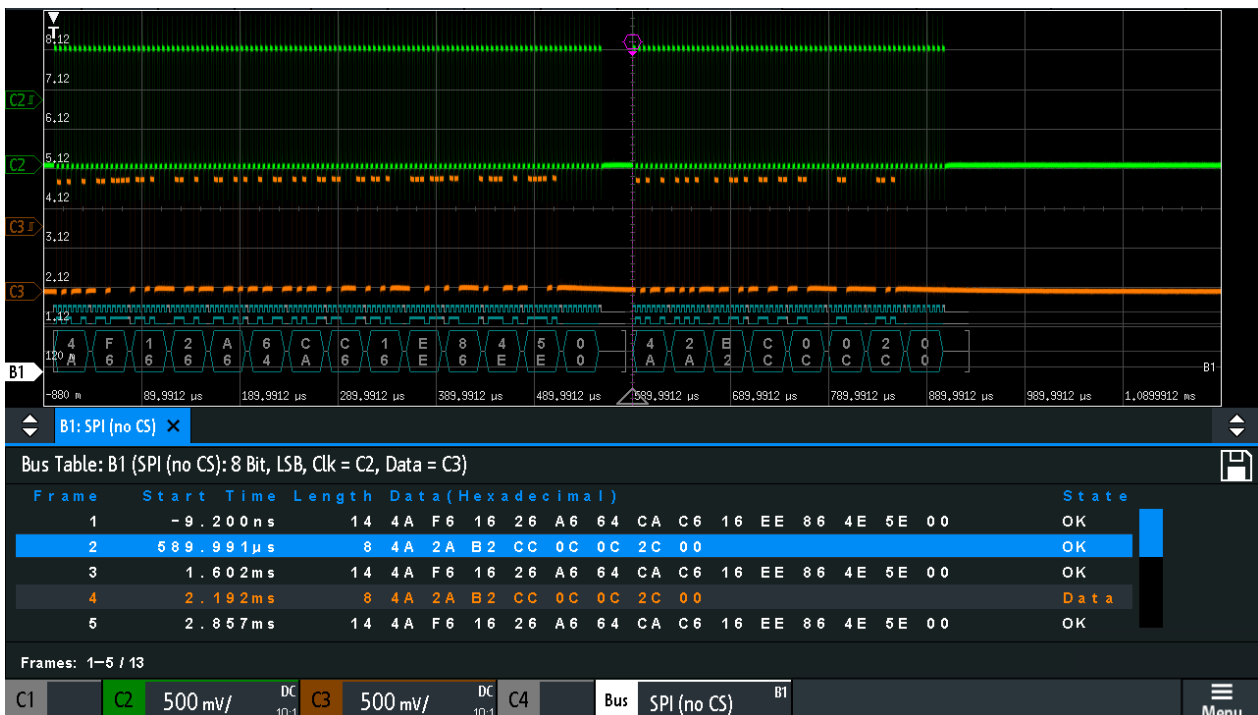 T
8.12
7.12
C2
6.12
C2
5.12
4.12
C3
3.12
2.12
C3
1.12
4 F 1 2 A 6 C C 1 E 8 4 5 0 4 2 B C 0 0 2 0
A 6 6 6 6 4 A 6 6 E 6 E E 0 A A 2 C C C C 0
120 m
B1 B1
-880 m 89,9912 µs 189,9912 µs 289,9912 µs 389,9912 µs 489,9912 µs 589,9912 µs 689,9912 µs 789,9912 µs 889,9912 µs 989,9912 µs 1,0899912 ms
B1: SPI (no CS) ×
Bus Table: B1 (SPI (no CS): 8 Bit, LSB, Clk = C2, Data = C3)
Frame Start Time Length Data(Hexadecimal) State
1 -9.200ns 14 4A F6 16 26 A6 64 CA C6 16 EE 86 4E 5E 00 OK
2 589.991µs 8 4A 2A B2 CC 0C 0C 2C 00 OK
3 1.602ms 14 4A F6 16 26 A6 64 CA C6 16 EE 86 4E 5E 00 OK
4 2.192ms 8 4A 2A B2 CC 0C 0C 2C 00 Data
5 2.857ms 14 4A F6 16 26 A6 64 CA C6 16 EE 86 4E 5E 00 OK
Frames: 1-5 / 13
C1 C2 500 mV/ DC 10:1 C3 500 mV/ DC 10:1 C4 Bus SPI (no CS) B1 Menu